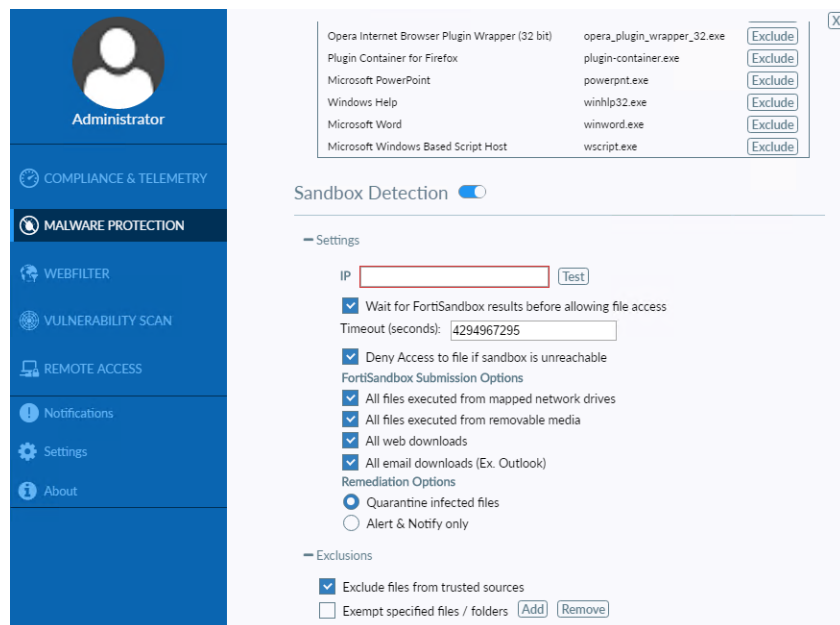 X
Administrator
COMPLIANCE & TELEMETRY
MALWARE PROTECTION
WEBFILTER
VULNERABILITY SCAN
REMOTE ACCESS
Notifications
Settings
About
Opera Internet Browser Plugin Wrapper (32 bit) opera_plugin_wrapper_32.exe Exclude
Plugin Container for Firefox plugin-container.exe Exclude
Microsoft PowerPoint powerpnt.exe Exclude
Windows Help winhlp32.exe Exclude
Microsoft Word winword.exe Exclude
Microsoft Windows Based Script Host wscript.exe Exclude
Sandbox Detection
Settings
IP Test
Wait for FortiSandbox results before allowing file access
Timeout (seconds): 4294967295
Deny Access to file if sandbox is unreachable
FortiSandbox Submission Options
All files executed from mapped network drives
All files executed from removable media
All web downloads
All email downloads (Ex. Outlook)
Remediation Options
Quarantine infected files
Alert & Notify only
Exclusions
Exclude files from trusted sources
Exempt specified files / folders Add Remove